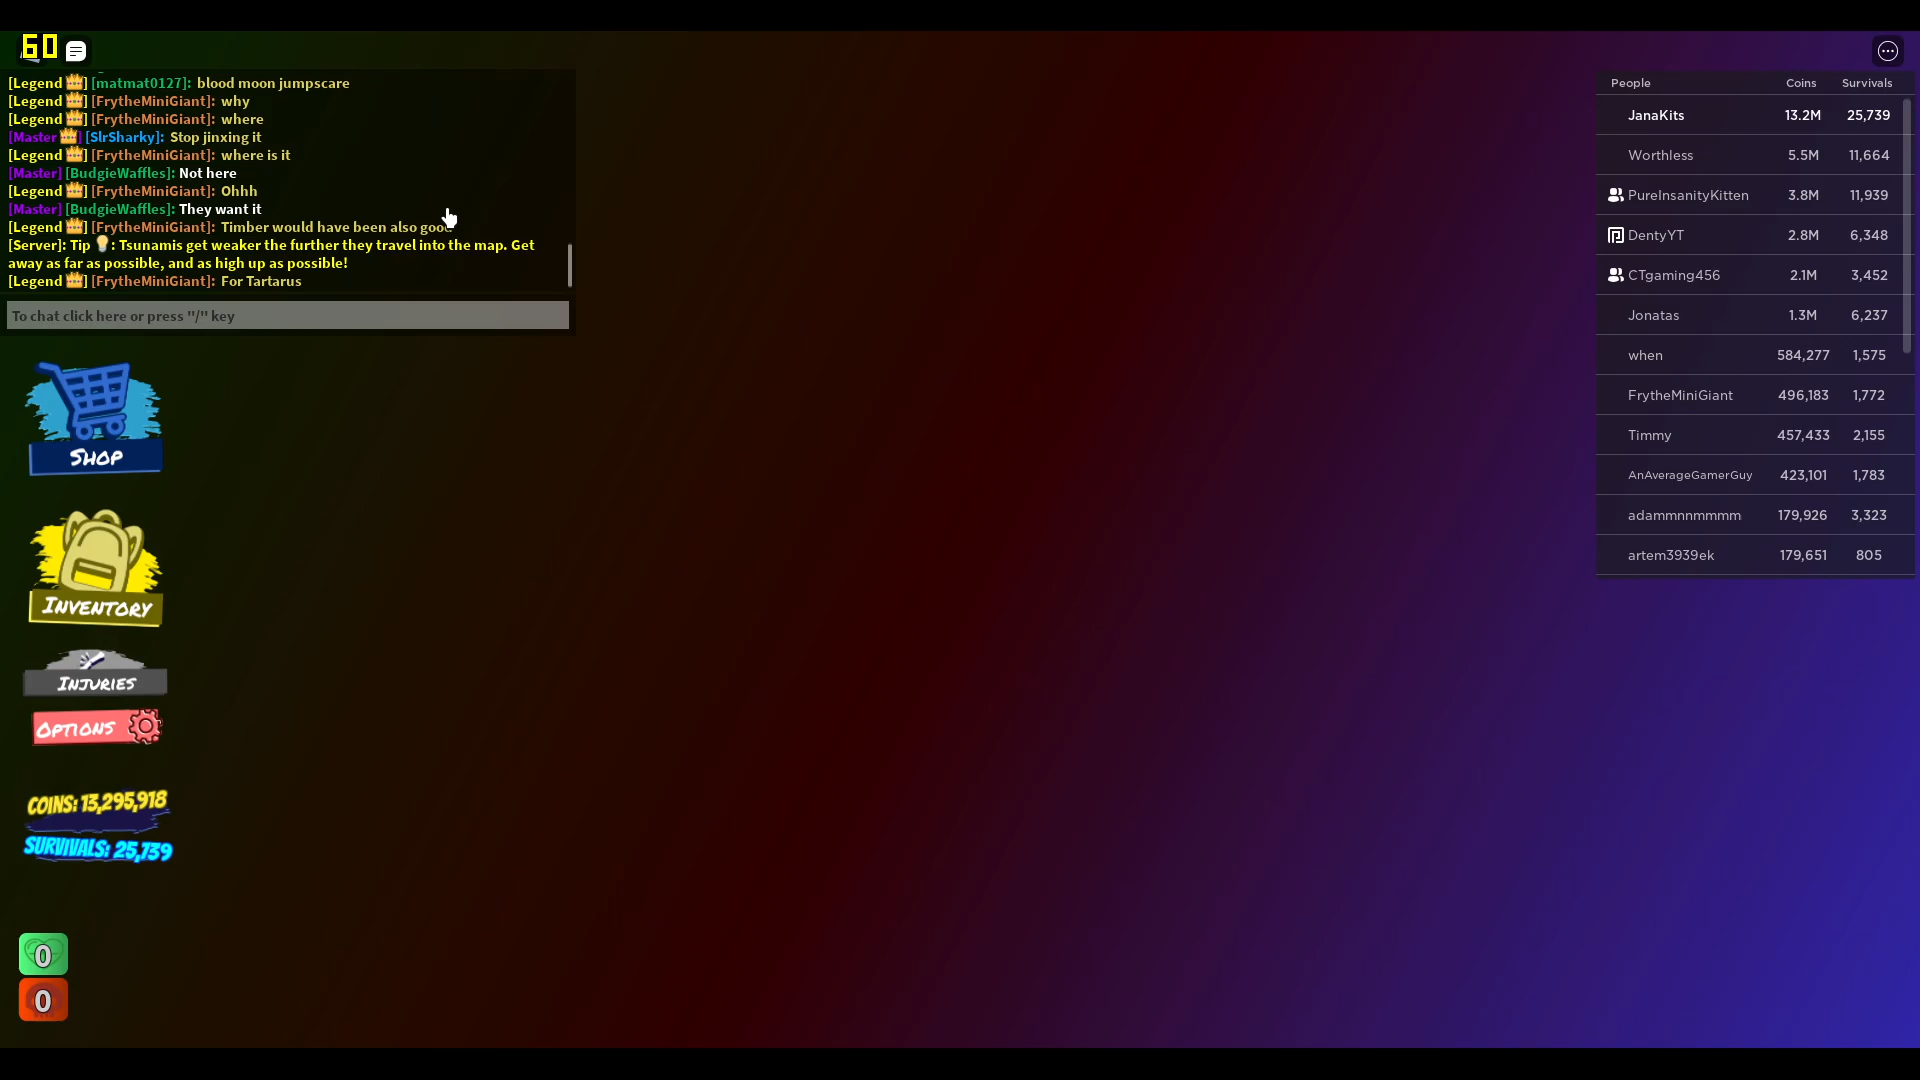 60
[Legend 👑] [matmat0127]: blood moon jumpscare
[Legend 👑] [FrytheMiniGiant]: why
[Legend 👑] [FrytheMiniGiant]: where
[Master 👑] [SlrSharky]: Stop jinxing it
[Legend 👑] [FrytheMiniGiant]: where is it
[Master] [BudgieWaffles]: Not here
[Legend 👑] [FrytheMiniGiant]: Ohhh
[Master] [BudgieWaffles]: They want it
[Legend 👑] [FrytheMiniGiant]: Timber would have been also good
[Server]: Tip 💡: Tsunamis get weaker the further they travel into the map. Get
away as far as possible, and as high up as possible!
[Legend 👑] [FrytheMiniGiant]: For Tartarus
To chat click here or press "/" key
SHOP
INVENTORY
INJURIES
OPTIONS
COINS: 13,295,918
SURVIVALS: 25,739
0
0
People Coins Survivals
JanaKits 13.2M 25,739
Worthless 5.5M 11,664
PureInsanityKitten 3.8M 11,939
DentyYT 2.8M 6,348
CTgaming456 2.1M 3,452
Jonatas 1.3M 6,237
when 584,277 1,575
FrytheMiniGiant 496,183 1,772
Timmy 457,433 2,155
AnAverageGamerGuy 423,101 1,783
adammnnmmmm 179,926 3,323
artem3939ek 179,651 805